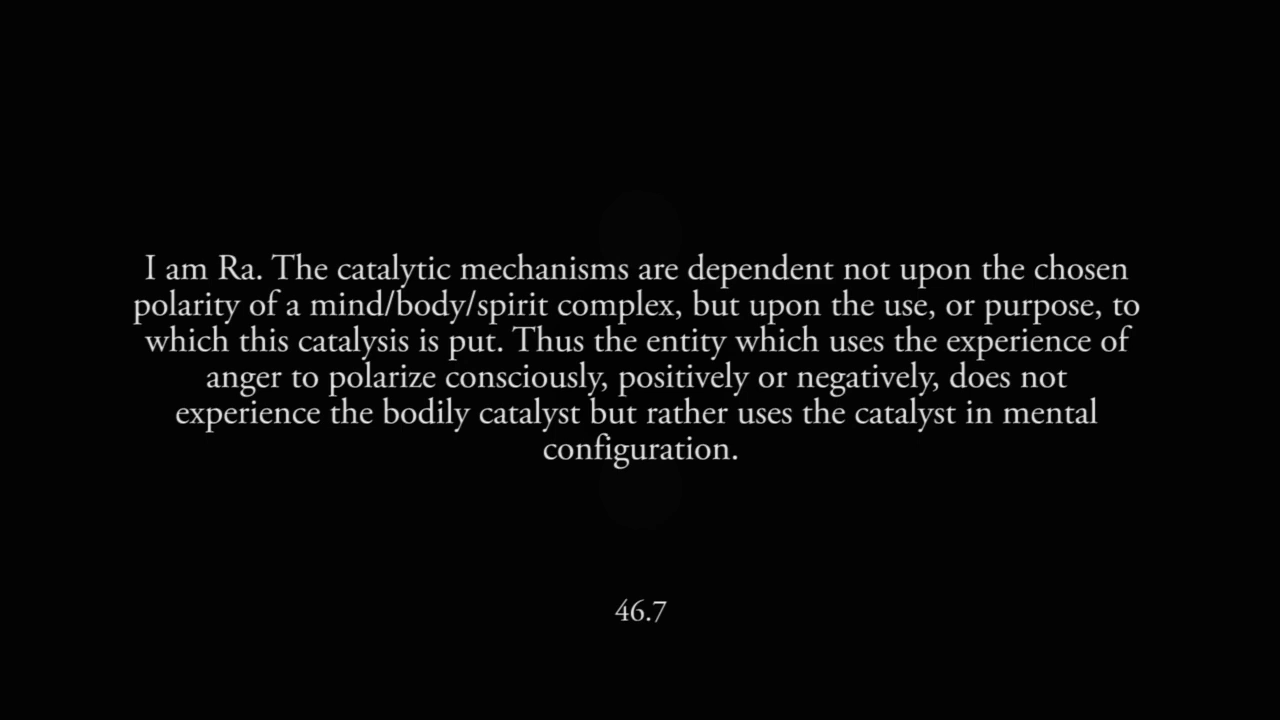 I am Ra. The catalytic mechanisms are dependent not upon the chosen
polarity of a mind/body/spirit complex, but upon the use, or purpose, to
which this catalysis is put. Thus the entity which uses the experience of
anger to polarize consciously, positively or negatively, does not
experience the bodily catalyst but rather uses the catalyst in mental
configuration.
46.7